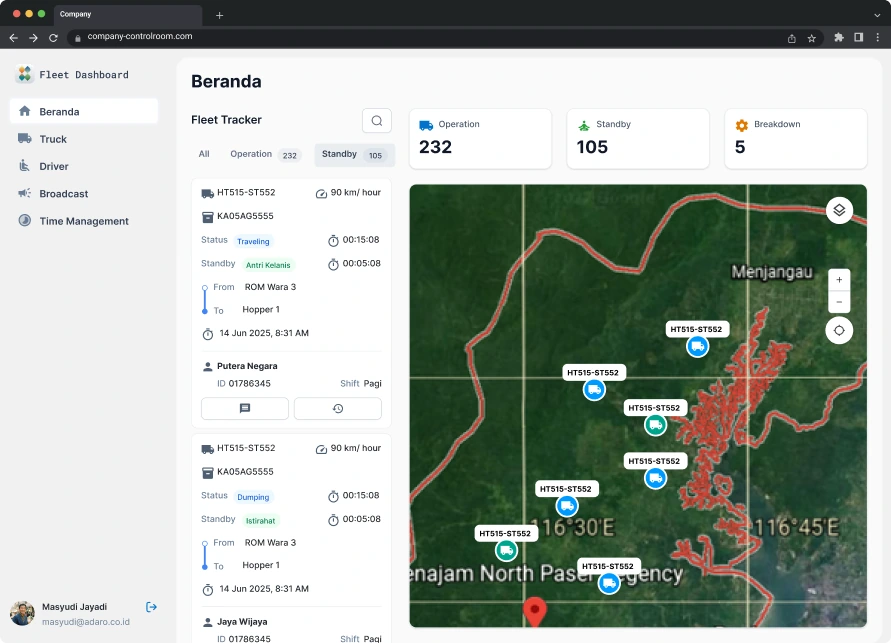 Company
company-controlroom.com
Fleet Dashboard
Beranda
Truck
Driver
Broadcast
Time Management
Masyudi Jayadi
masyudi@adaro.co.id
Beranda
Fleet Tracker
All
Operation 232
Standby 105
HT515-ST552 90 km/ hour
KA05AG5555
Status Traveling 00:15:08
Standby Antri Kelanis 00:05:08
From ROM Wara 3
To Hopper 1
14 Jun 2025, 8:31 AM
Putera Negara
ID 01786345 Shift Pagi
HT515-ST552 90 km/ hour
KA05AG5555
Status Dumping 00:15:08
Standby Istirahat 00:05:08
From ROM Wara 3
To Hopper 1
14 Jun 2025, 8:31 AM
Jaya Wijaya
ID 01786345 Shift Pagi
Operation
232
Standby
105
Breakdown
5
Menjangau
+
−
HT515-ST552
HT515-ST552
HT515-ST552
HT515-ST552
HT515-ST552
HT515-ST552
116°30'E 116°45'E
HT515-ST552
enajam North Paser Regency